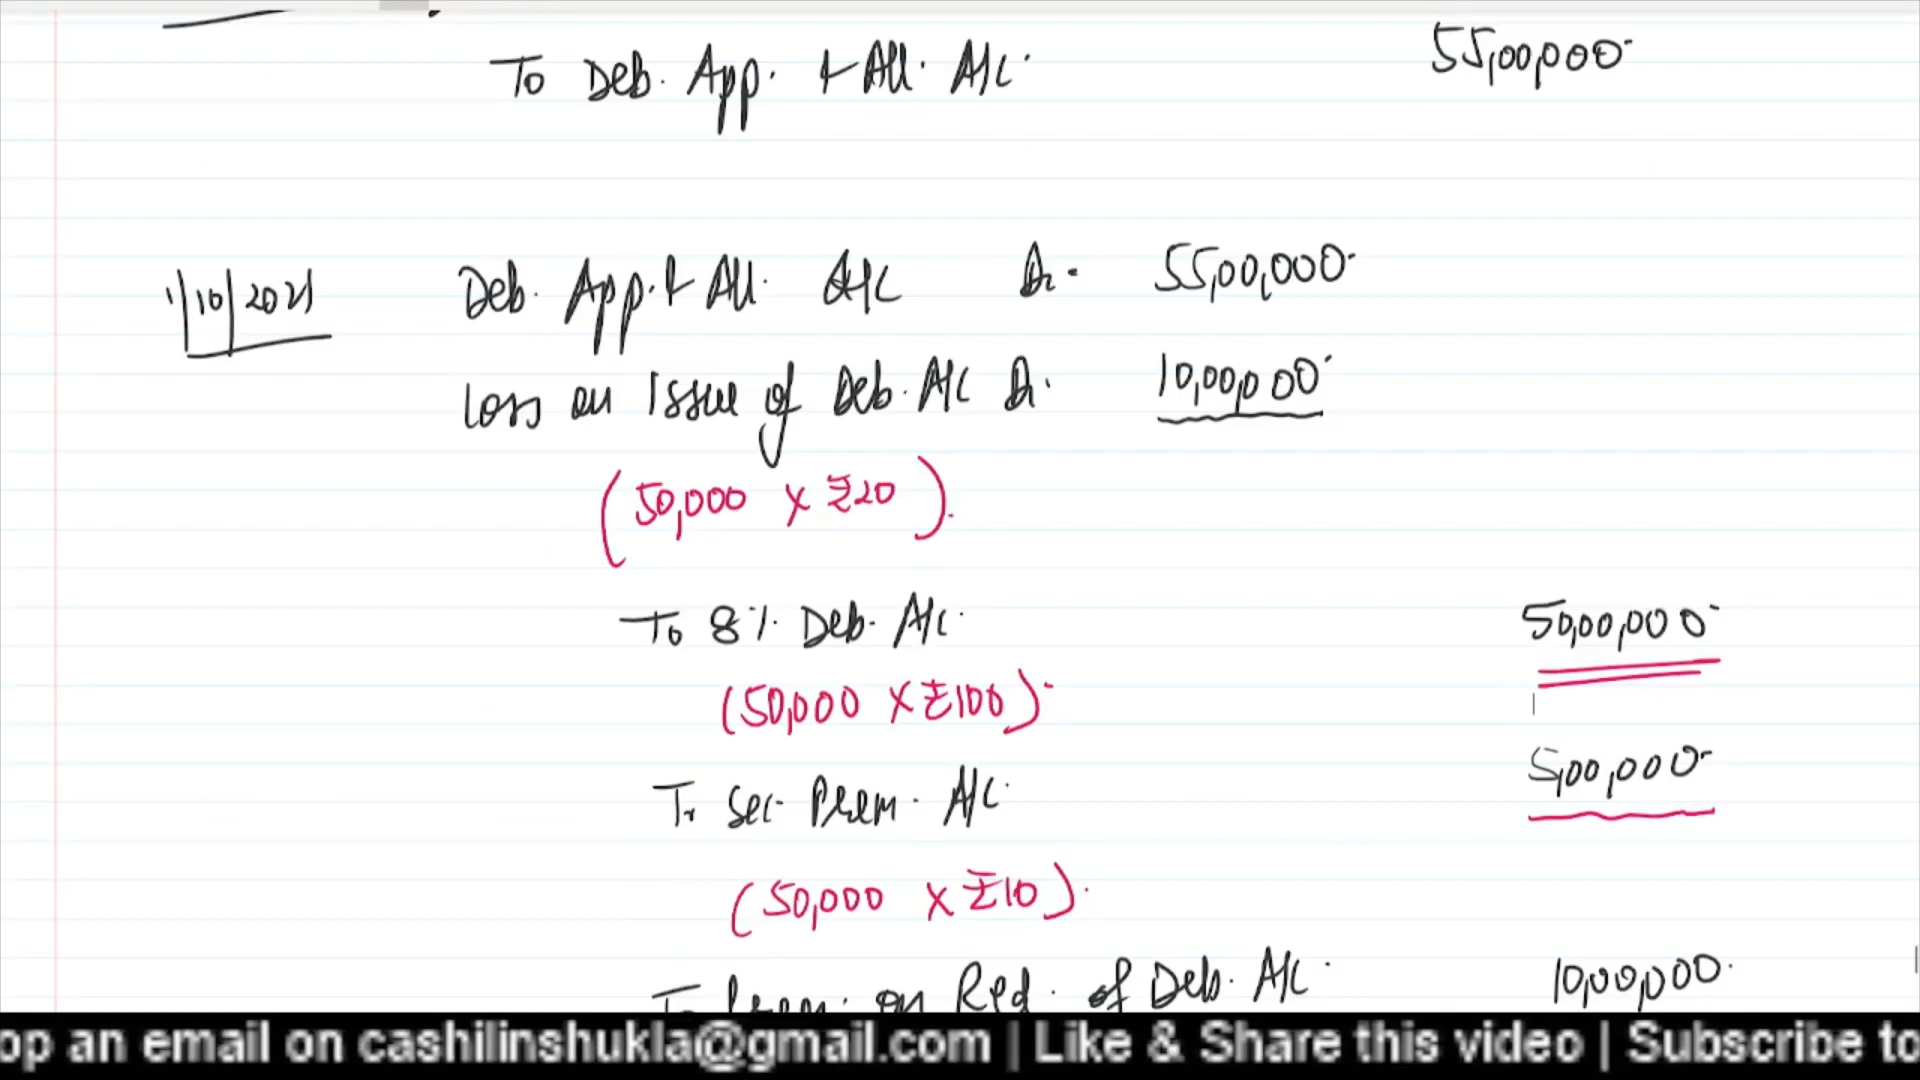 To Deb. App. + All. A/c. 55,00,000
1/10/2021 Deb. App. + All. A/c Dr. 55,00,000
Loss on Issue of Deb. A/c Dr. 10,00,000
(50,000 X ₹20).
To 8% Deb. A/c. 50,00,000
(50,000 X ₹100)
To Sec. Prem. A/c. 5,00,000
(50,000 X ₹10).
To Prem. on Red. of Deb. A/c. 10,00,000
op an email on cashilinshukla@gmail.com | Like & Share this video | Subscribe to